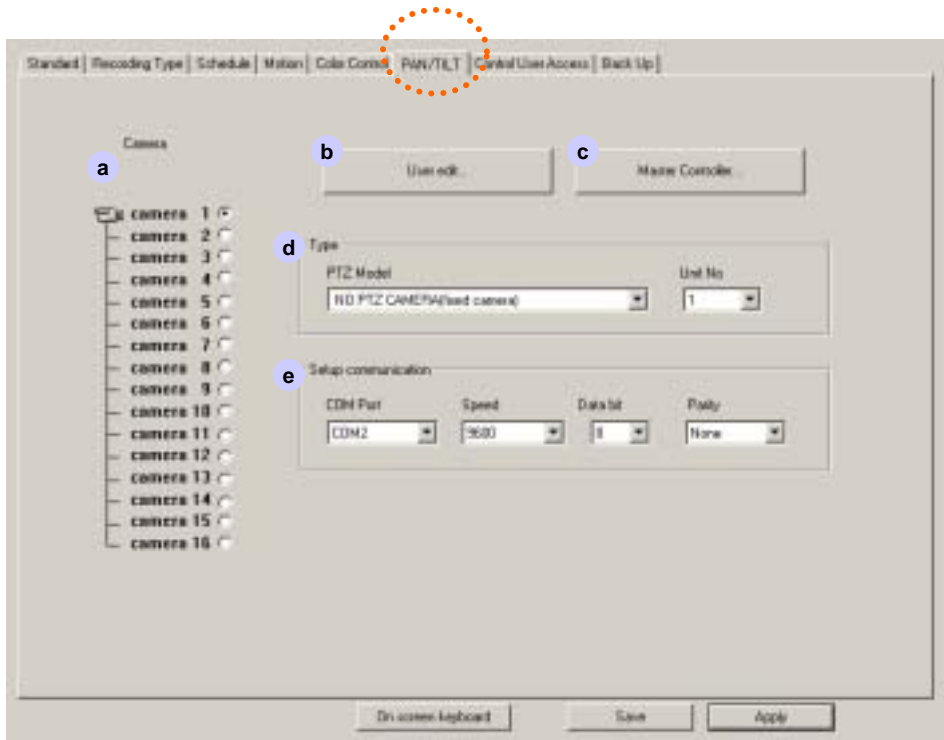 Standard Recording Type Schedule Motion Color Control PAN/TILT Control User Access Back Up
Camera
a
b User edit...
c Master Controller...
camera 1
camera 2
camera 3
camera 4
camera 5
camera 6
camera 7
camera 8
camera 9
camera 10
camera 11
camera 12
camera 13
camera 14
camera 15
camera 16
d Type
PTZ Model Unit No
NO PTZ CAMERA(fixed camera) 1
e Setup communication
COM Port Speed Data bit Parity
COM2 9600 8 None
On screen keyboard Save Apply